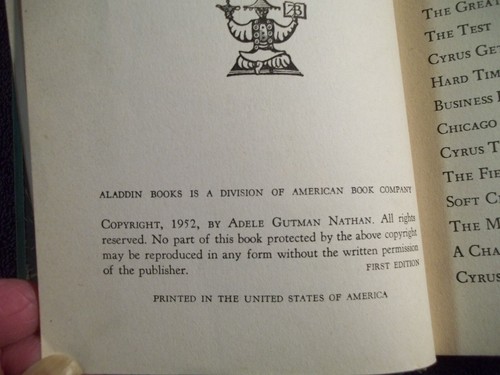 AB
ALADDIN BOOKS IS A DIVISION OF AMERICAN BOOK COMPANY
COPYRIGHT, 1952, BY ADELE GUTMAN NATHAN. All rights
reserved. No part of this book protected by the above copyright
may be reproduced in any form without the written permission
of the publisher. FIRST EDITION
PRINTED IN THE UNITED STATES OF AMERICA
THE GREAT
THE TEST
CYRUS GE
HARD TIM
BUSINESS
CHICAGO
CYRUS T
THE FIE
SOFT C
THE M
A CHA
CYRUS